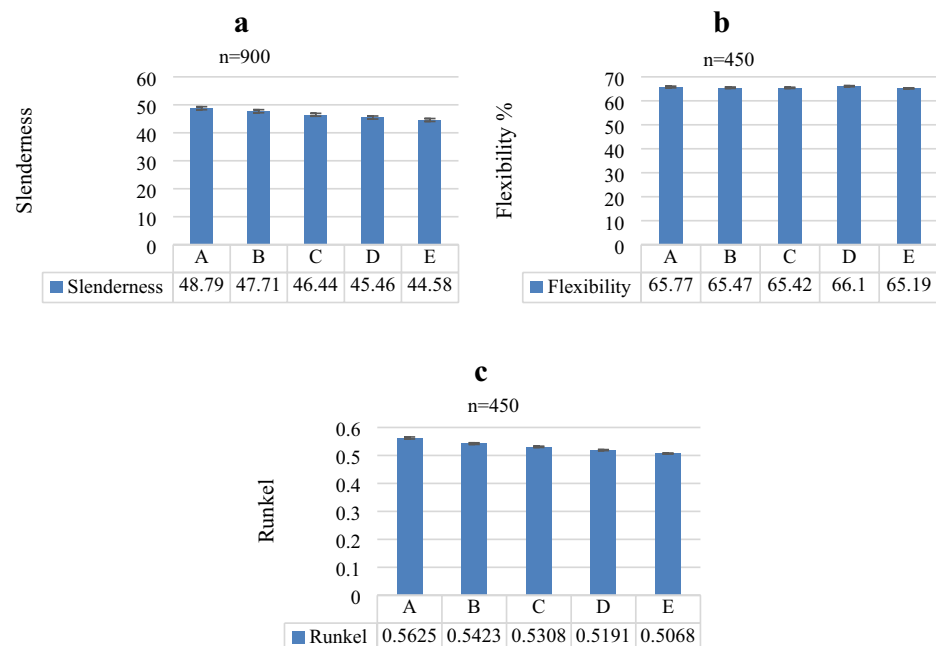 a
n=900
Slenderness
60
50
40
30
20
10
0
A B C D E
Slenderness 48.79 47.71 46.44 45.46 44.58
b
n=450
Flexibility %
70
60
50
40
30
20
10
0
A B C D E
Flexibility 65.77 65.47 65.42 66.1 65.19
c
n=450
Runkel
0.6
0.5
0.4
0.3
0.2
0.1
0
A B C D E
Runkel 0.5625 0.5423 0.5308 0.5191 0.5068